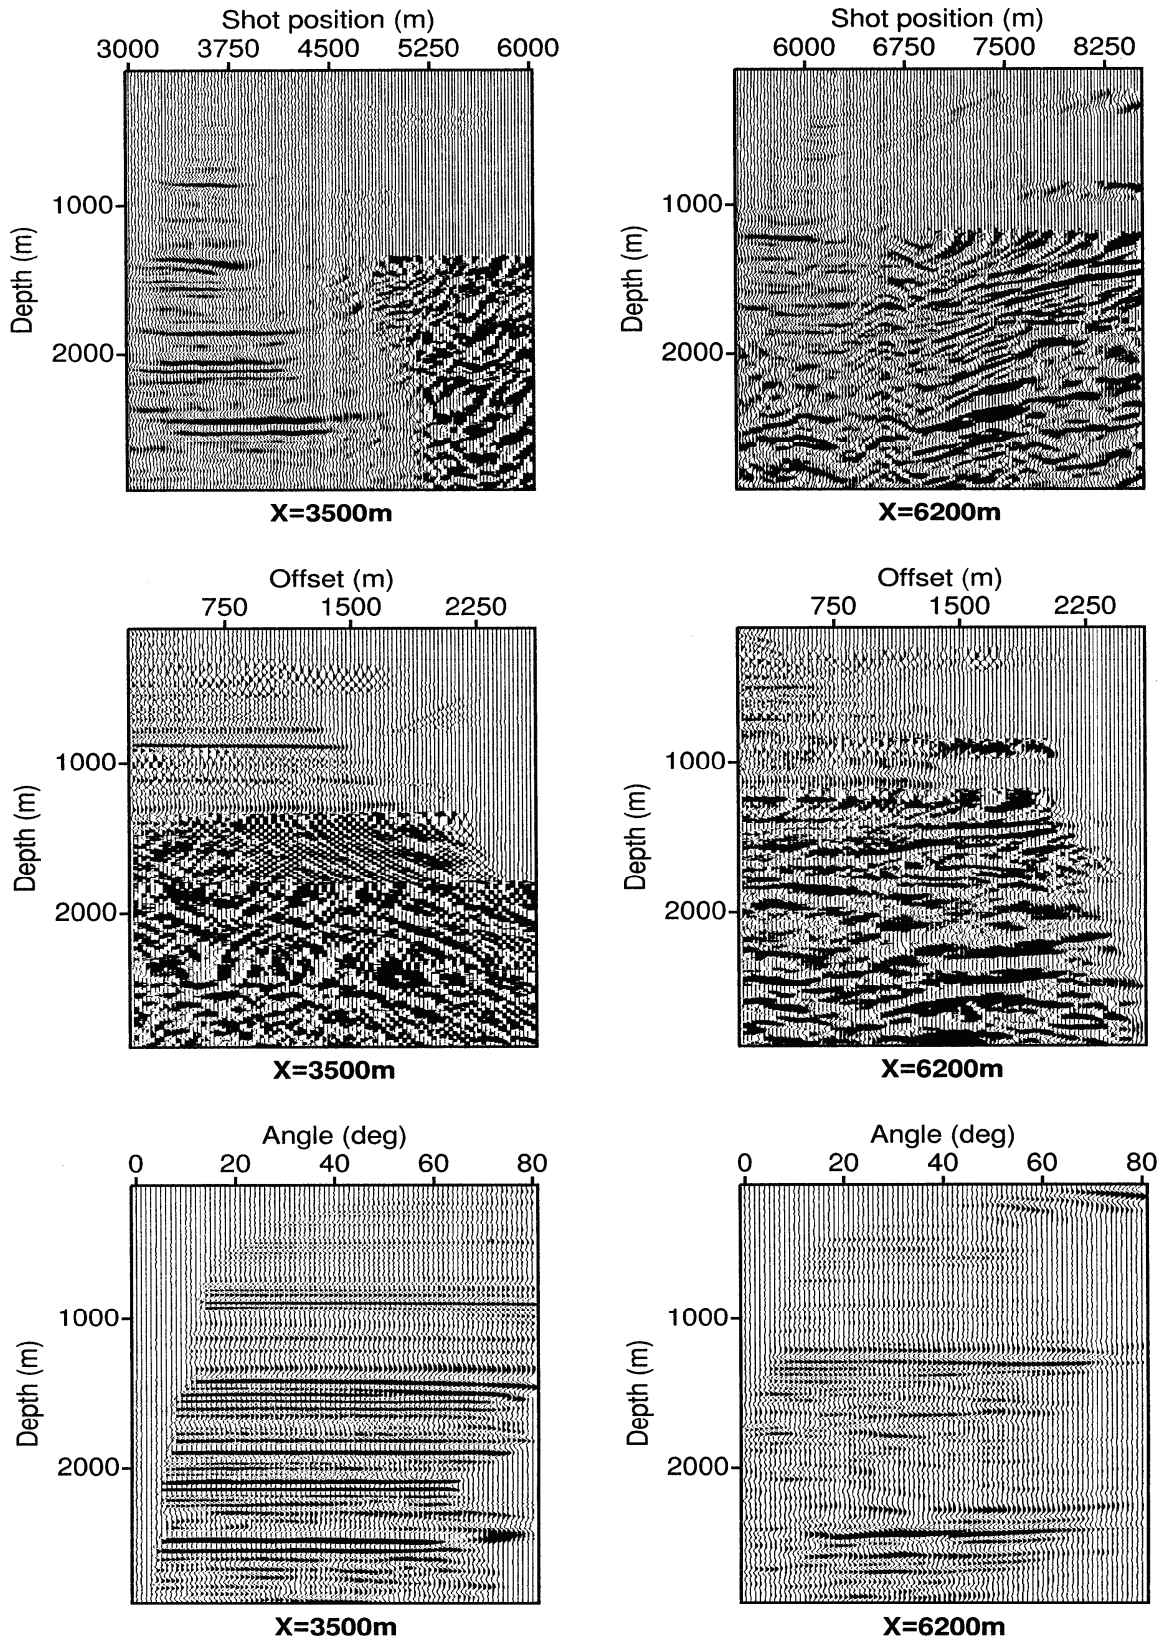 Shot position (m)
3000 3750 4500 5250 6000
Depth (m)
1000
2000
X=3500m
Shot position (m)
6000 6750 7500 8250
Depth (m)
1000
2000
X=6200m
Offset (m)
750 1500 2250
Depth (m)
1000
2000
X=3500m
Offset (m)
750 1500 2250
Depth (m)
1000
2000
X=6200m
Angle (deg)
0 20 40 60 80
Depth (m)
1000
2000
X=3500m
Angle (deg)
0 20 40 60 80
Depth (m)
1000
2000
X=6200m